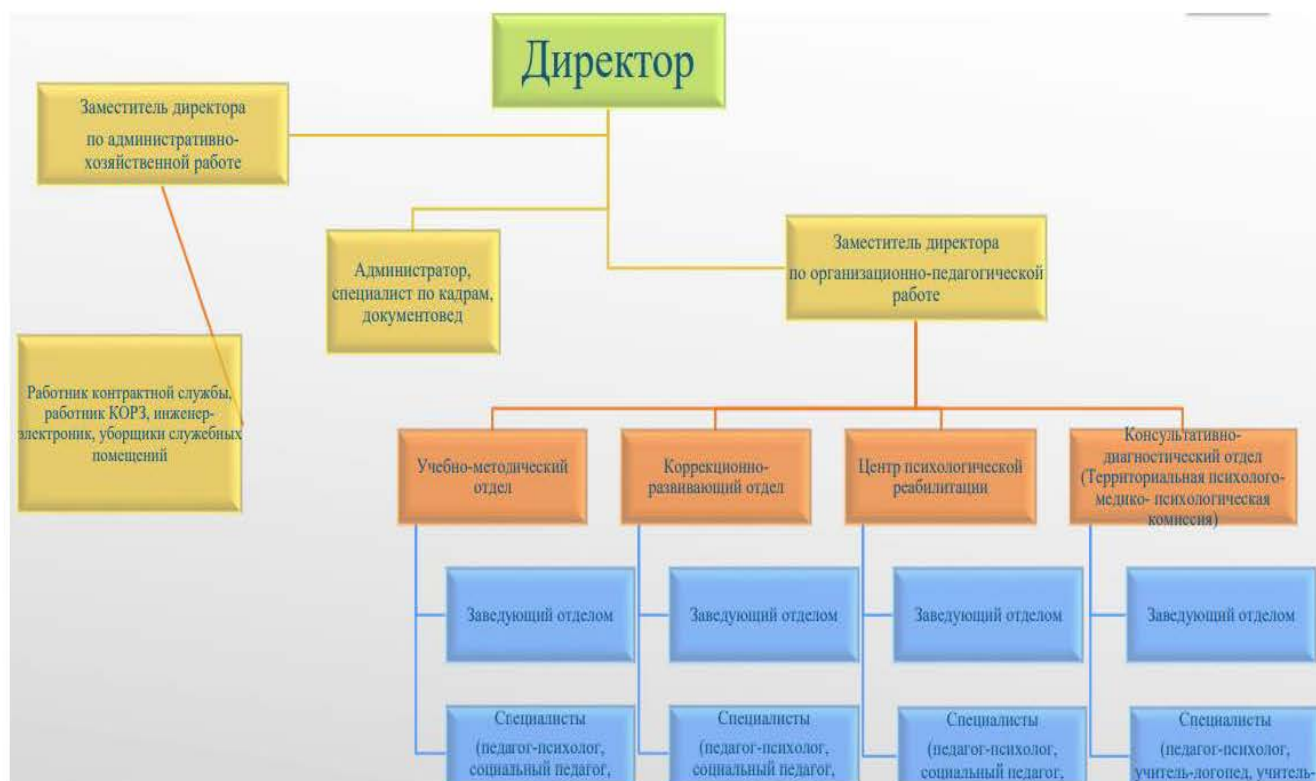 Директор
Заместитель директора
по административно-
хозяйственной работе
Администратор,
специалист по кадрам,
документовед
Заместитель директора
по организационно-педагогической
работе
Работник контрактной службы,
работник КОРЗ, инженер-
электроник, уборщики служебных
помещений
Учебно-методический
отдел
Коррекционно-
развивающий отдел
Центр психологической
реабилитации
Консультативно-
диагностический отдел
(Территориальная психолого-
медико- психологическая
комиссия)
Заведующий отделом
Заведующий отделом
Заведующий отделом
Заведующий отделом
Специалисты
(педагог-психолог,
социальный педагог,
Специалисты
(педагог-психолог,
социальный педагог,
Специалисты
(педагог-психолог,
социальный педагог,
Специалисты
(педагог-психолог,
учитель-логопед, учитель-